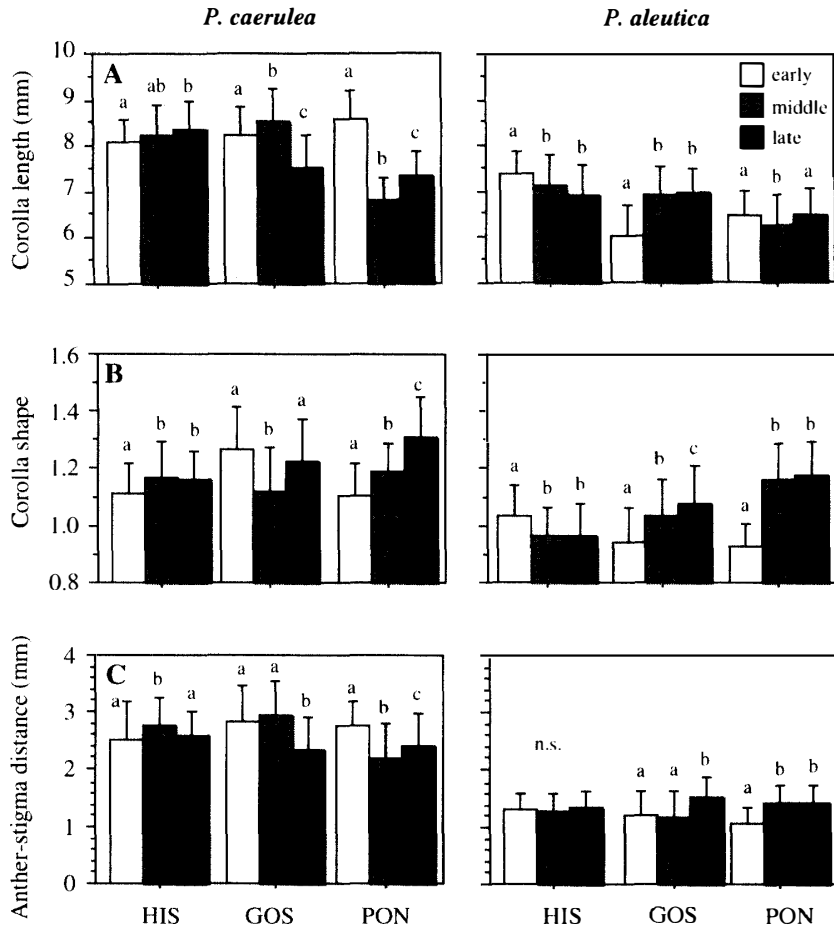 P. caerulea
P. aleutica
A
Corolla length (mm)
10
9
8
7
6
5
a ab b a b c a b c
a b b a b b a b a
early
middle
late
B
Corolla shape
1.6
1.4
1.2
1.0
0.8
a b b a b a a b c
a b b a b c a b b
C
Anther-stigma distance (mm)
4
3
2
1
0
a b a a a b a b c
n.s. a a b a b b
HIS GOS PON
HIS GOS PON